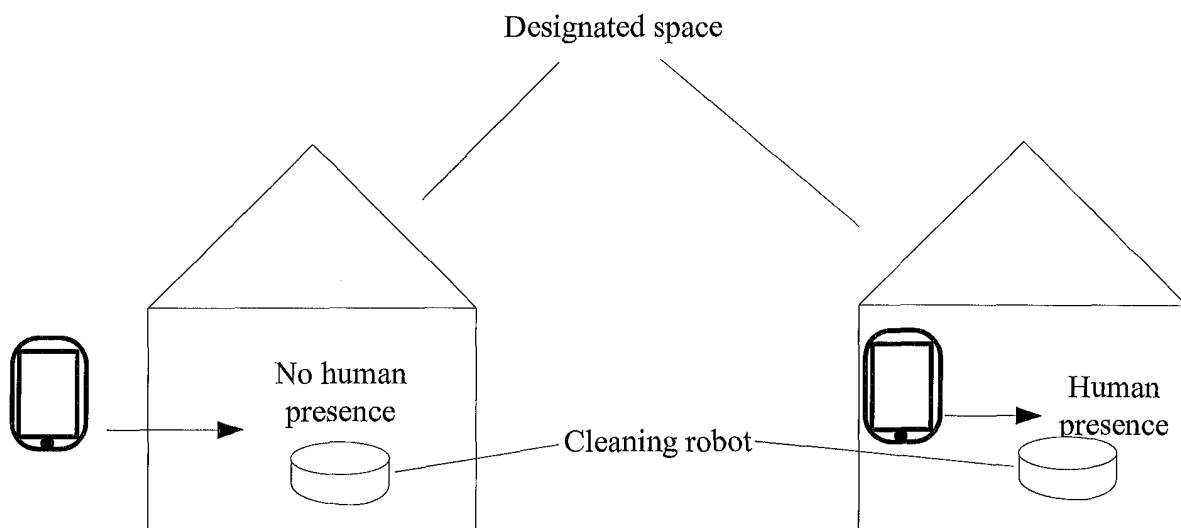 Designated space
No human
presence
Human
presence
Cleaning robot